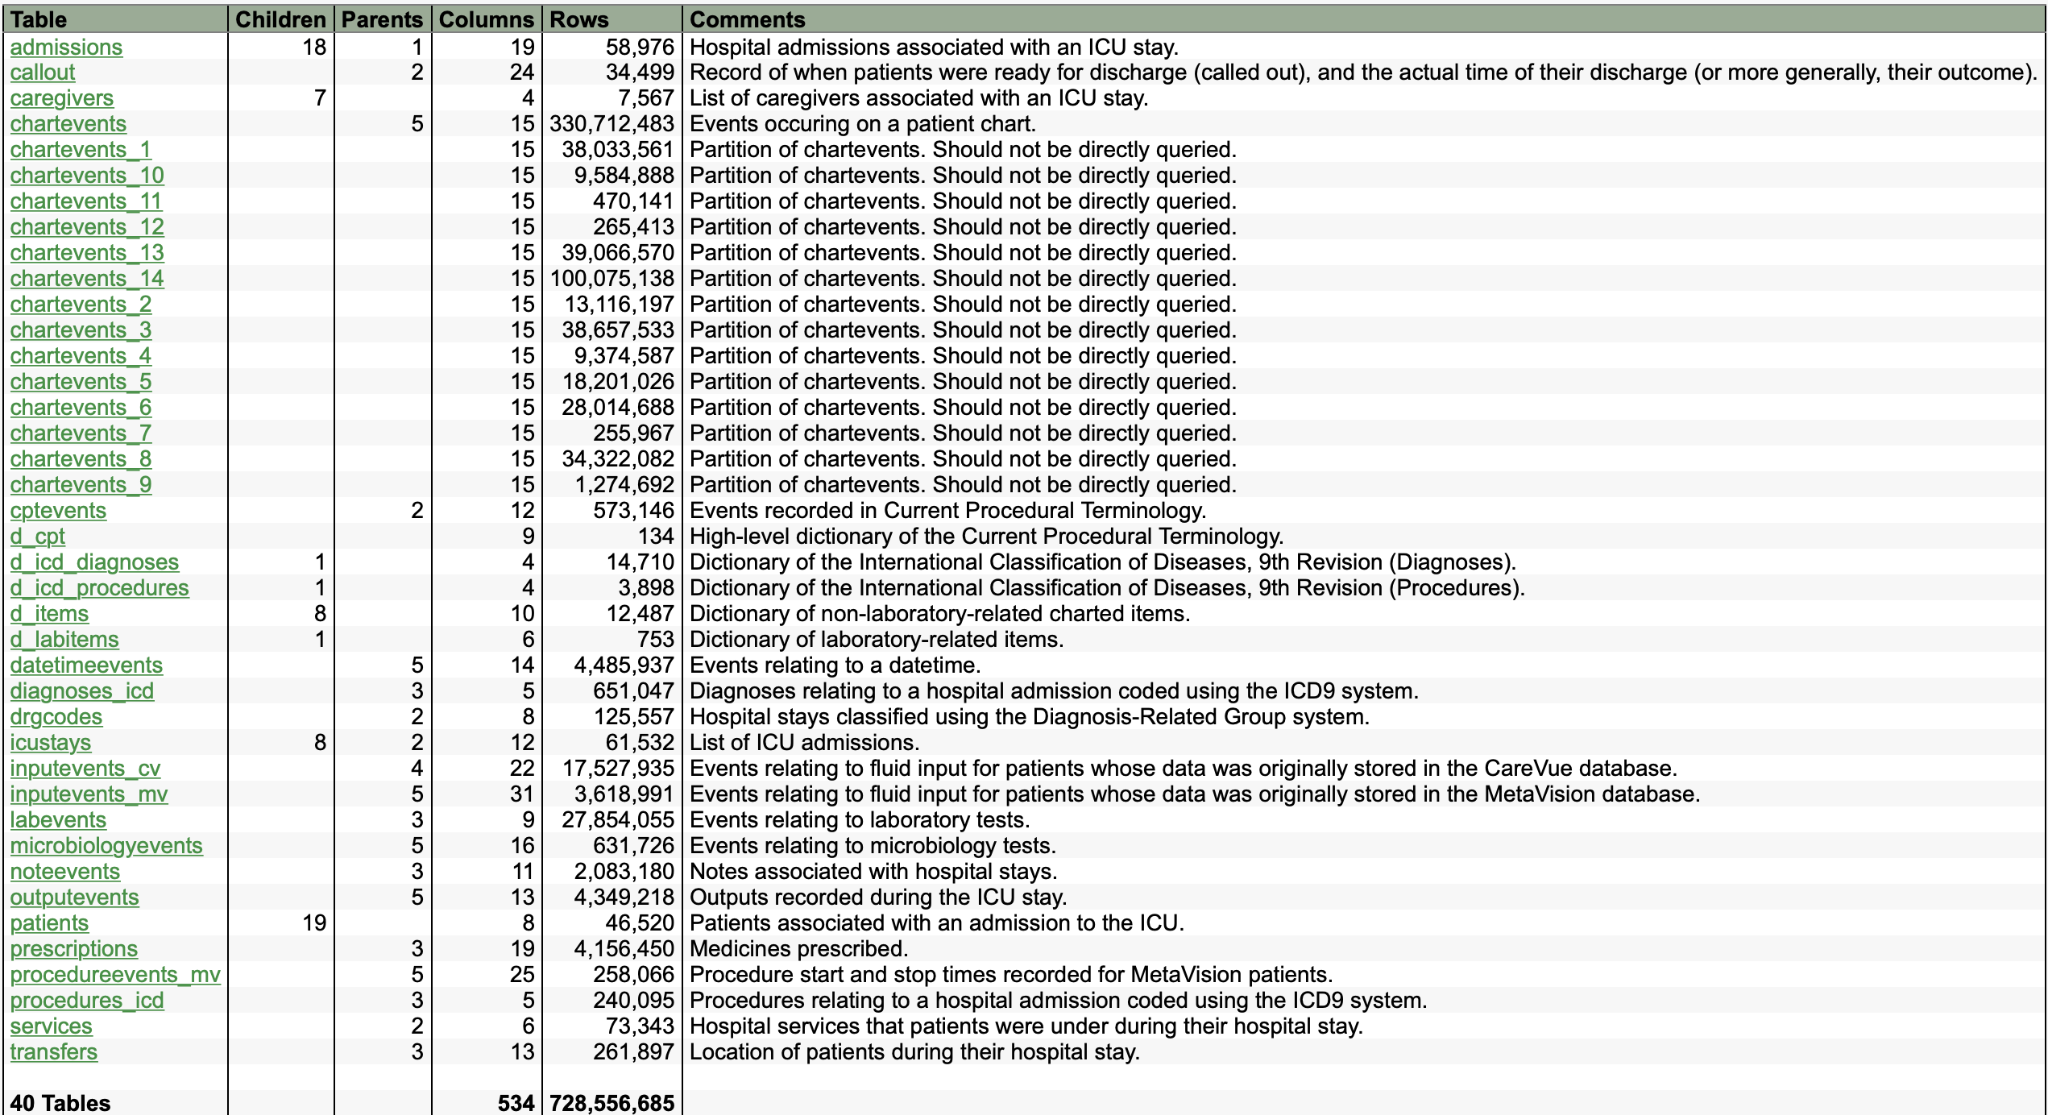 Table Children Parents Columns Rows Comments
admissions 18 1 19 58,976 Hospital admissions associated with an ICU stay.
callout 2 24 34,499 Record of when patients were ready for discharge (called out), and the actual time of their discharge (or more generally, their outcome).
caregivers 7 4 7,567 List of caregivers associated with an ICU stay.
chartevents 5 15 330,712,483 Events occuring on a patient chart.
chartevents_1 15 38,033,561 Partition of chartevents. Should not be directly queried.
chartevents_10 15 9,584,888 Partition of chartevents. Should not be directly queried.
chartevents_11 15 470,141 Partition of chartevents. Should not be directly queried.
chartevents_12 15 265,413 Partition of chartevents. Should not be directly queried.
chartevents_13 15 39,066,570 Partition of chartevents. Should not be directly queried.
chartevents_14 15 100,075,138 Partition of chartevents. Should not be directly queried.
chartevents_2 15 13,116,197 Partition of chartevents. Should not be directly queried.
chartevents_3 15 38,657,533 Partition of chartevents. Should not be directly queried.
chartevents_4 15 9,374,587 Partition of chartevents. Should not be directly queried.
chartevents_5 15 18,201,026 Partition of chartevents. Should not be directly queried.
chartevents_6 15 28,014,688 Partition of chartevents. Should not be directly queried.
chartevents_7 15 255,967 Partition of chartevents. Should not be directly queried.
chartevents_8 15 34,322,082 Partition of chartevents. Should not be directly queried.
chartevents_9 15 1,274,692 Partition of chartevents. Should not be directly queried.
cptevents 2 12 573,146 Events recorded in Current Procedural Terminology.
d_cpt 9 134 High-level dictionary of the Current Procedural Terminology.
d_icd_diagnoses 1 4 14,710 Dictionary of the International Classification of Diseases, 9th Revision (Diagnoses).
d_icd_procedures 1 4 3,898 Dictionary of the International Classification of Diseases, 9th Revision (Procedures).
d_items 8 10 12,487 Dictionary of non-laboratory-related charted items.
d_labitems 1 6 753 Dictionary of laboratory-related items.
datetimeevents 5 14 4,485,937 Events relating to a datetime.
diagnoses_icd 3 5 651,047 Diagnoses relating to a hospital admission coded using the ICD9 system.
drgcodes 2 8 125,557 Hospital stays classified using the Diagnosis-Related Group system.
icustays 8 2 12 61,532 List of ICU admissions.
inputevents_cv 4 22 17,527,935 Events relating to fluid input for patients whose data was originally stored in the CareVue database.
inputevents_mv 5 31 3,618,991 Events relating to fluid input for patients whose data was originally stored in the MetaVision database.
labevents 3 9 27,854,055 Events relating to laboratory tests.
microbiologyevents 5 16 631,726 Events relating to microbiology tests.
noteevents 3 11 2,083,180 Notes associated with hospital stays.
outputevents 5 13 4,349,218 Outputs recorded during the ICU stay.
patients 19 8 46,520 Patients associated with an admission to the ICU.
prescriptions 3 19 4,156,450 Medicines prescribed.
procedureevents_mv 5 25 258,066 Procedure start and stop times recorded for MetaVision patients.
procedures_icd 3 5 240,095 Procedures relating to a hospital admission coded using the ICD9 system.
services 2 6 73,343 Hospital services that patients were under during their hospital stay.
transfers 3 13 261,897 Location of patients during their hospital stay.
40 Tables 534 728,556,685